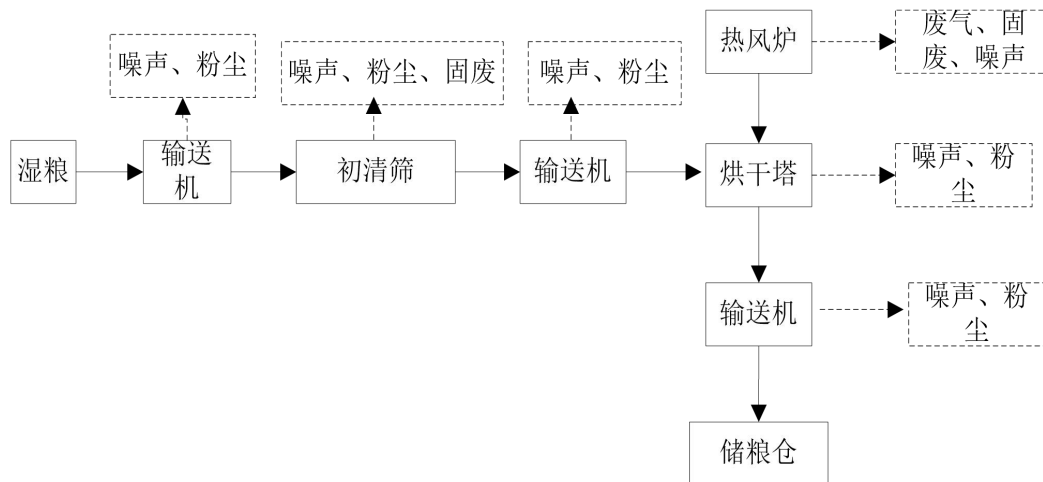 热风炉
废气、固
废、噪声
噪声、粉尘
噪声、粉尘、固废
噪声、粉尘
湿粮
输送
机
初清筛
输送机
烘干塔
噪声、粉
尘
输送机
噪声、粉
尘
储粮仓